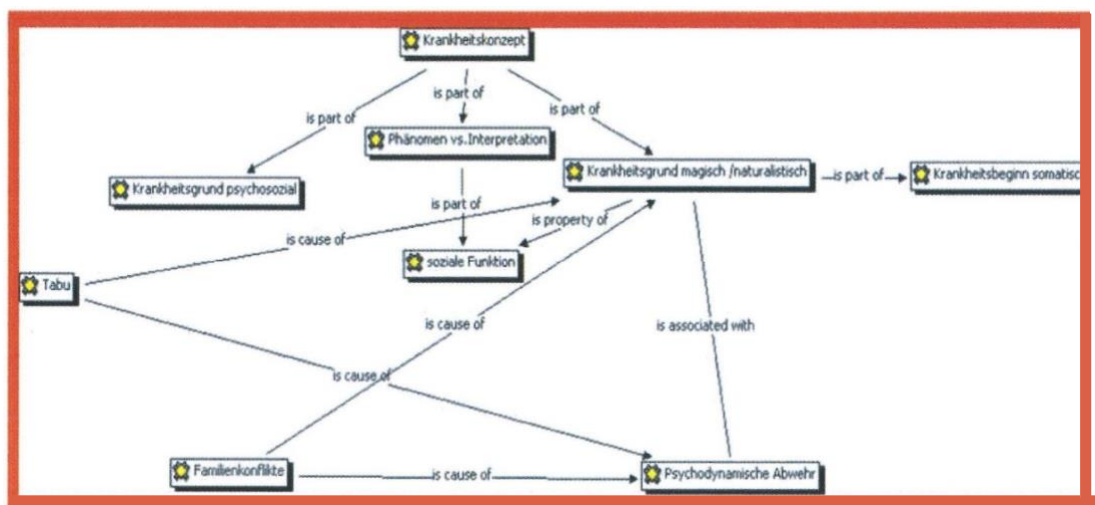 Krankheitskonzept
is part of
is part of
is part of
Phänomen vs.Interpretation
Krankheitsgrund psychosozial
Krankheitsgrund magisch /naturalistisch
is part of
Krankheitsbeginn somatisc
is part of
is property of
is cause of
soziale Funktion
Tabu
is cause of
is associated with
is cause of
Familienkonflikte
is cause of
Psychodynamische Abwehr